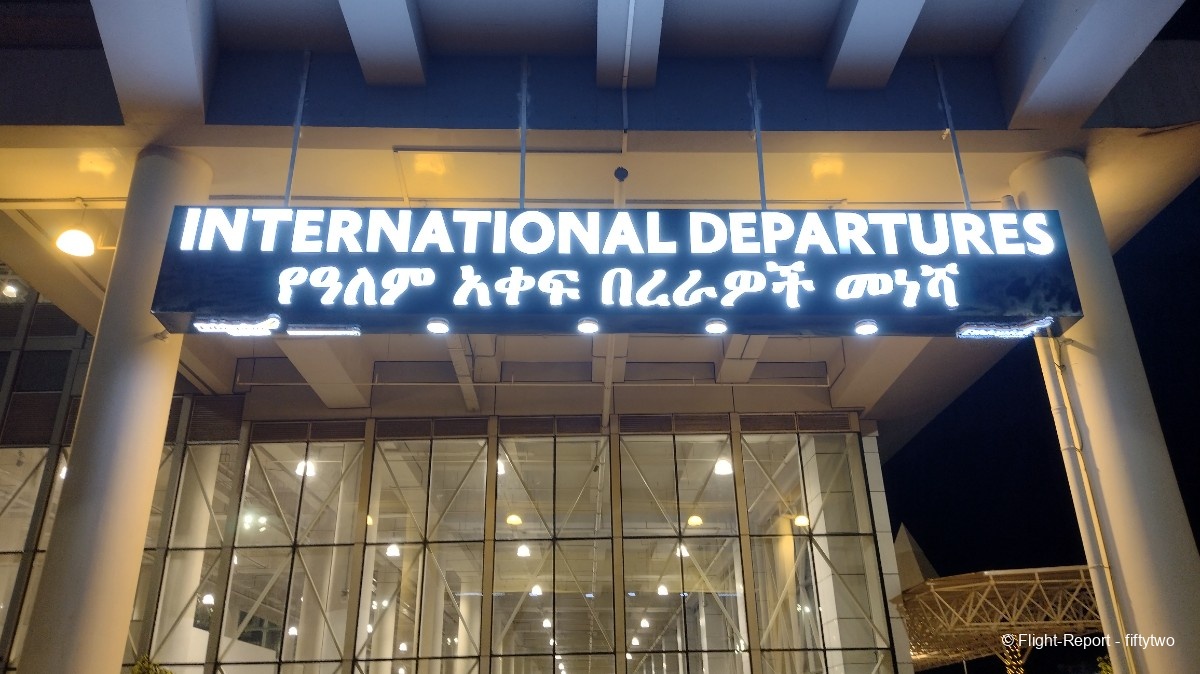 INTERNATIONAL DEPARTURES
የዓለም አቀፍ በረራዎች መነሻ
© Flight-Report - fiftytwo